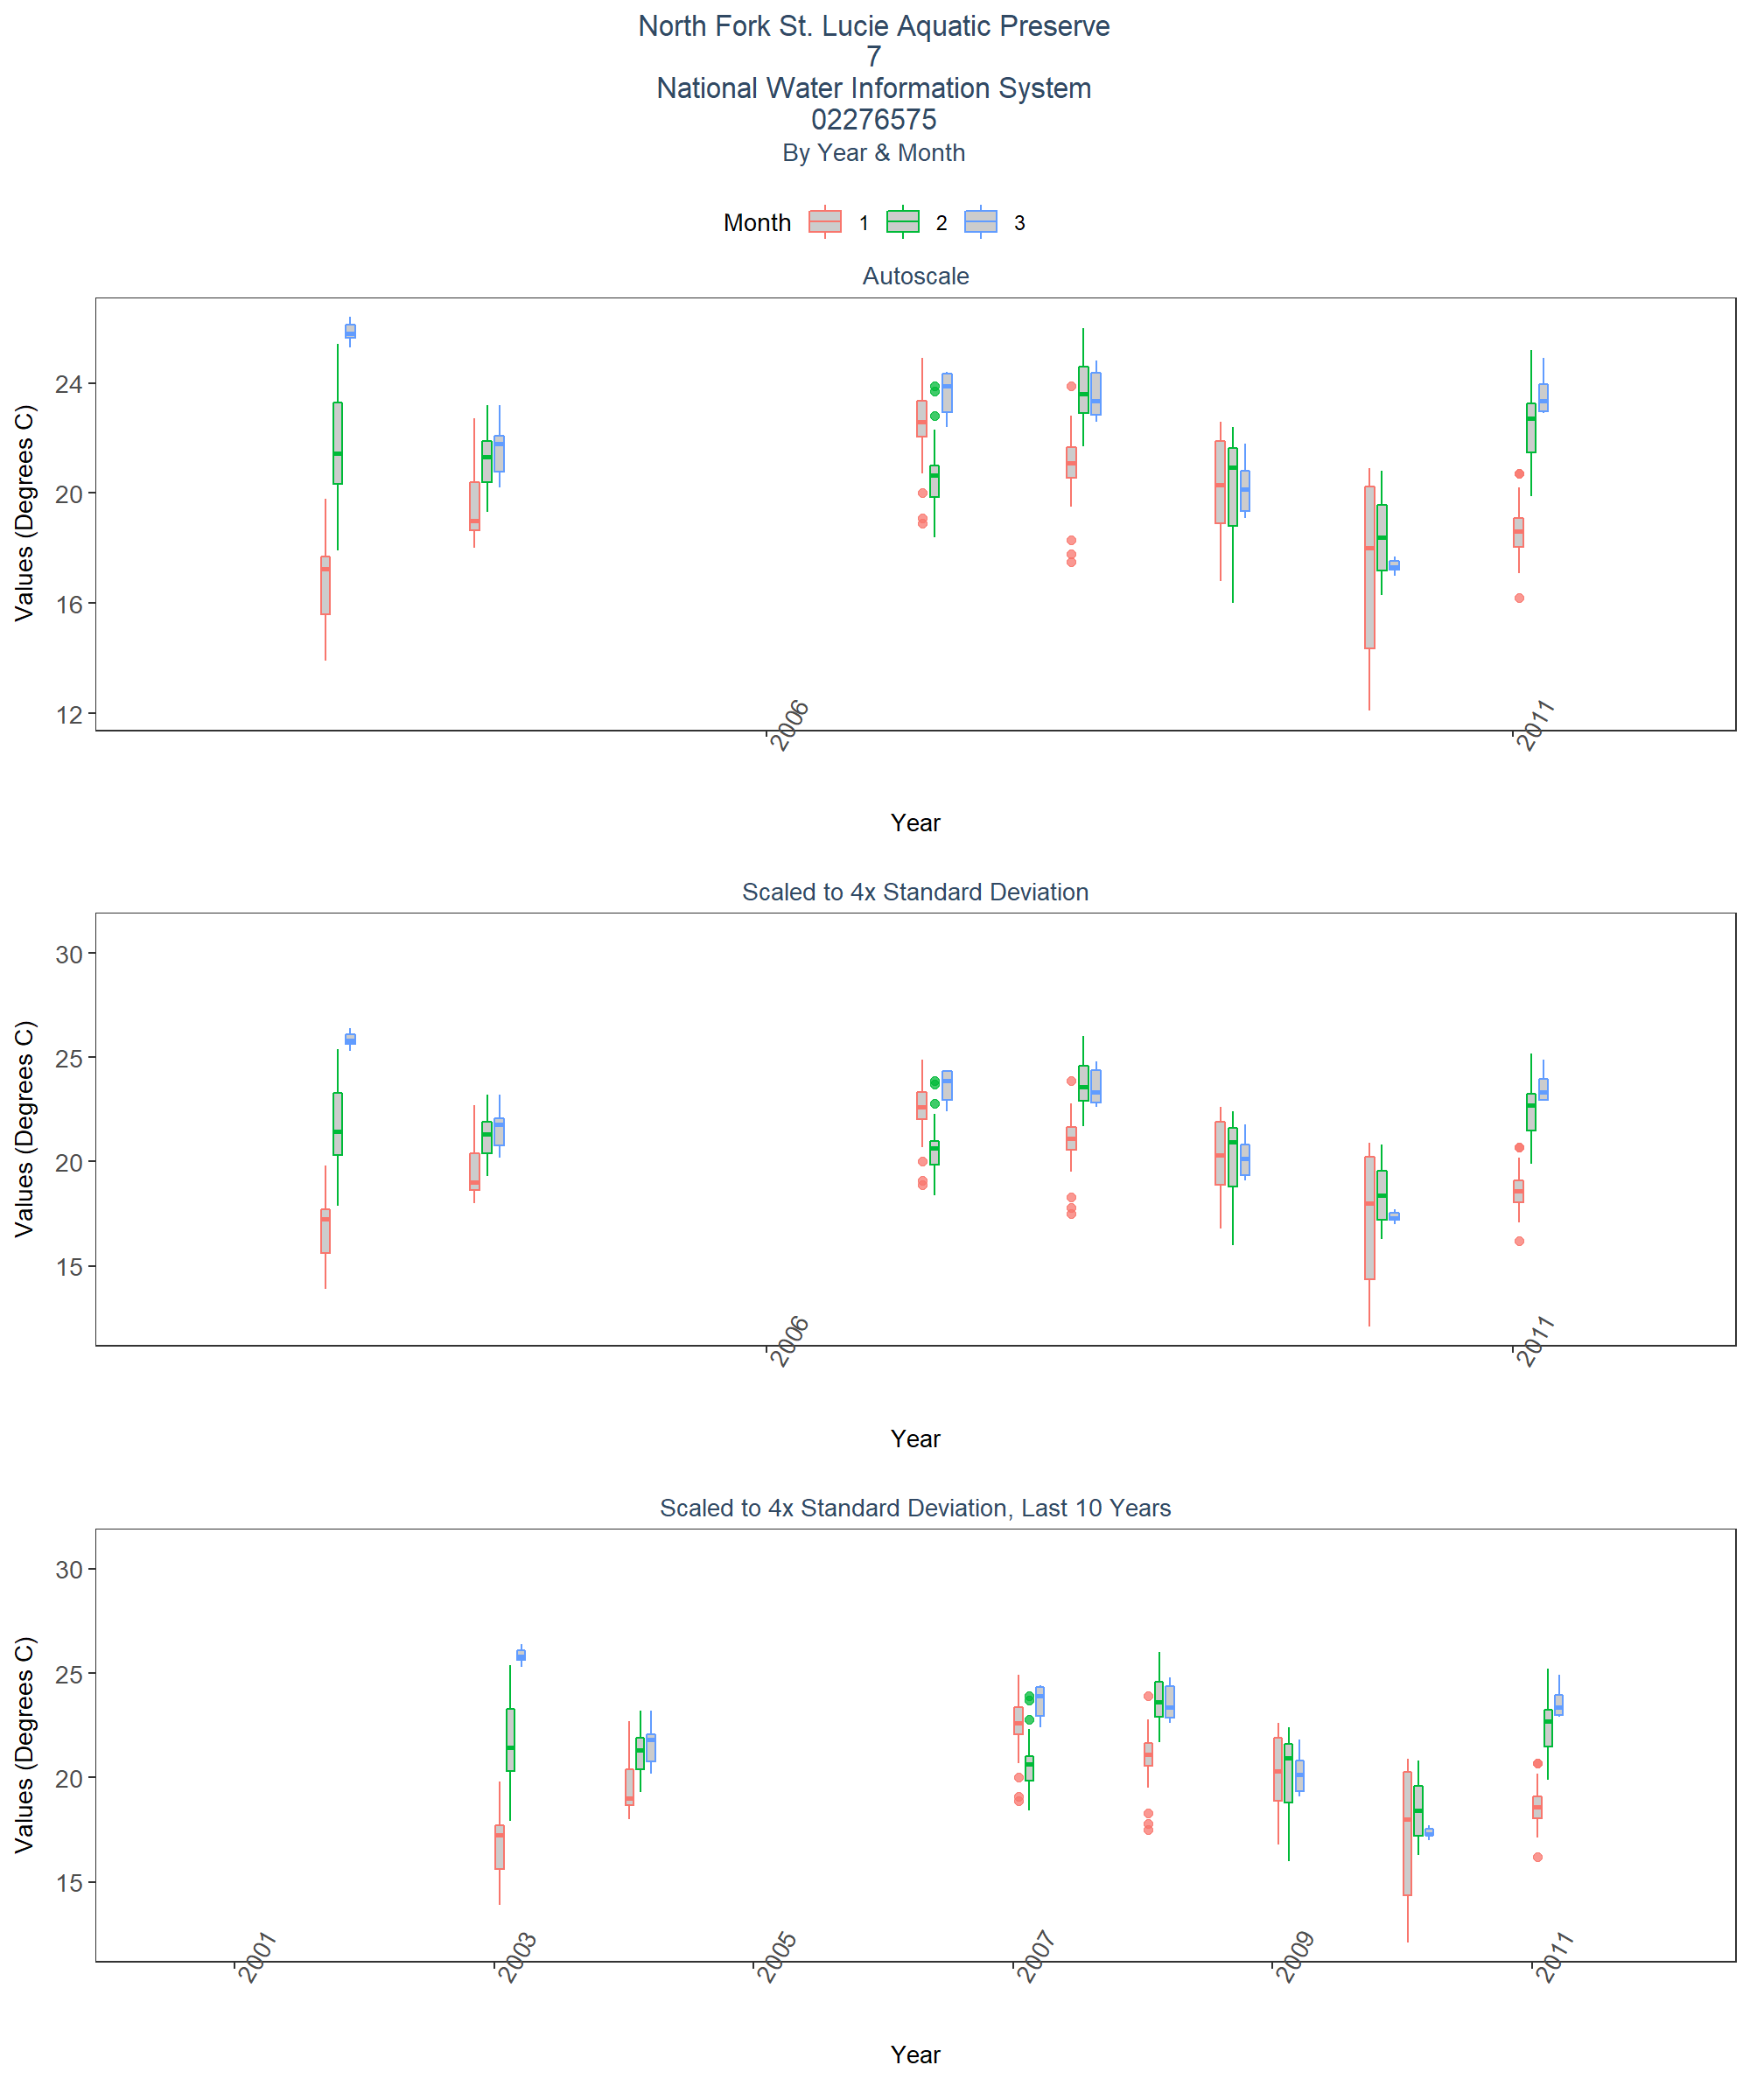 North Fork St. Lucie Aquatic Preserve
7
National Water Information System
02276575
By Year & Month
Month 1 2 3
Autoscale
Values (Degrees C)
24
20
16
12
2006 2011
Year
Scaled to 4x Standard Deviation
Values (Degrees C)
30
25
20
15
2006 2011
Year
Scaled to 4x Standard Deviation, Last 10 Years
Values (Degrees C)
30
25
20
15
2001 2003 2005 2007 2009 2011
Year